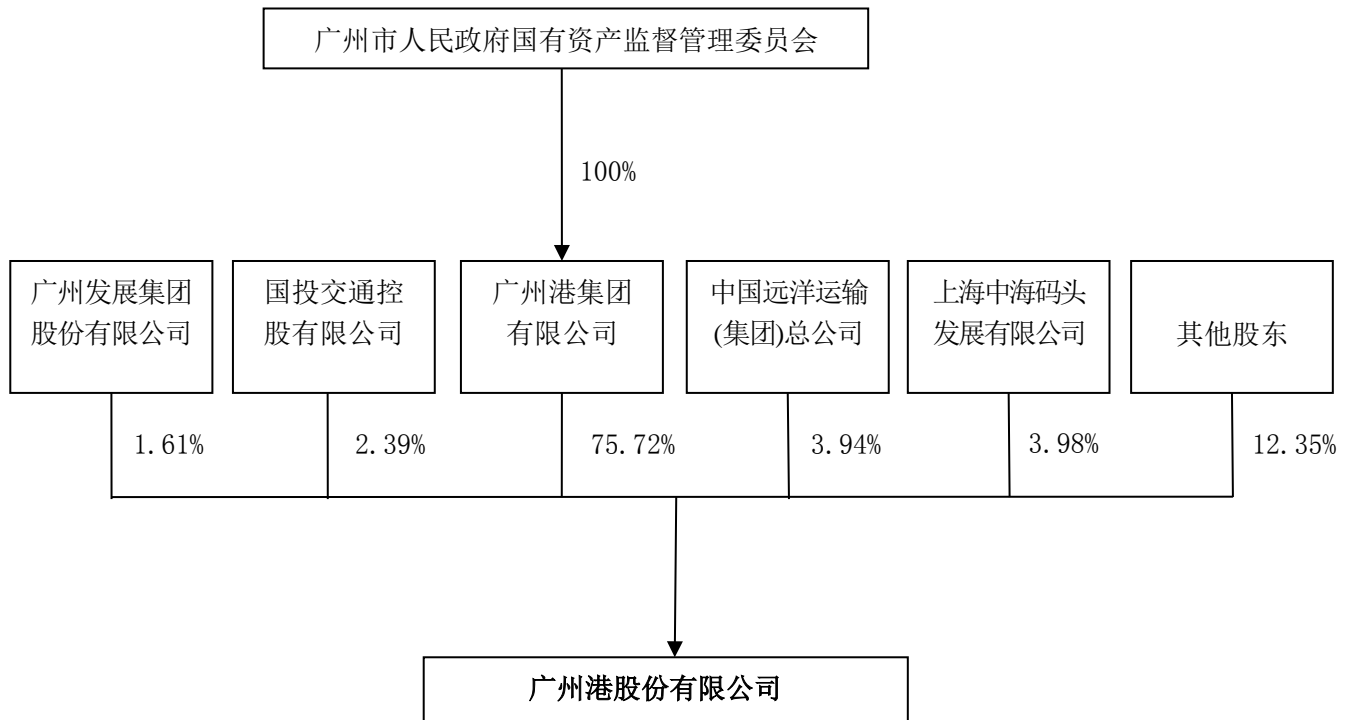 广州市人民政府国有资产监督管理委员会
100%
广州发展集团
股份有限公司
国投交通控
股有限公司
广州港集团
有限公司
中国远洋运输
(集团)总公司
上海中海码头
发展有限公司
其他股东
1.61%
2.39%
75.72%
3.94%
3.98%
12.35%
广州港股份有限公司